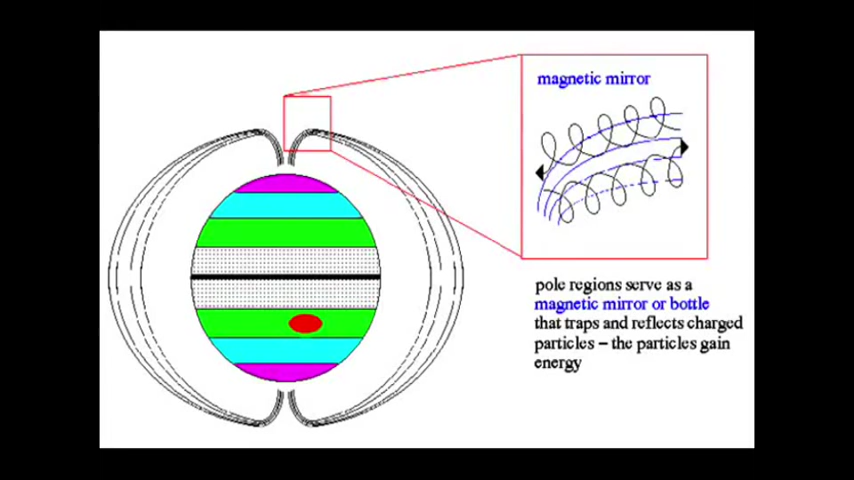 magnetic mirror
pole regions serve as a
magnetic mirror or bottle
that traps and reflects charged
particles – the particles gain
energy